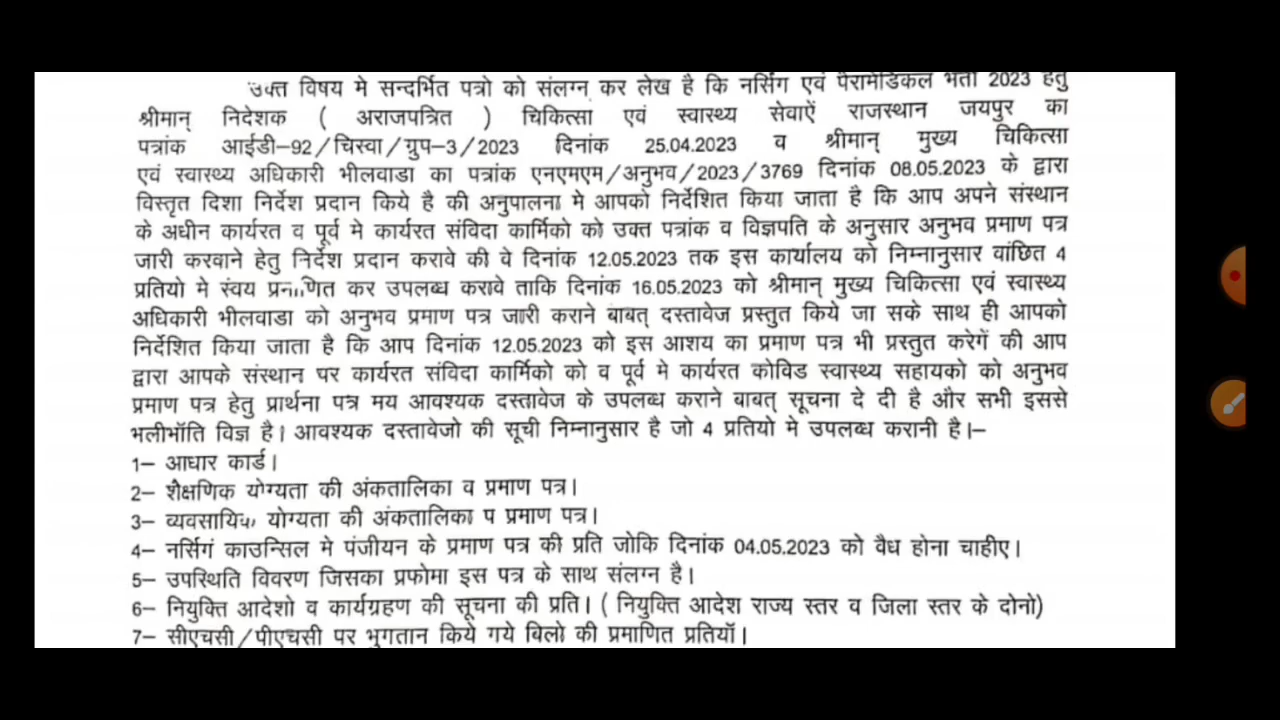 उक्त विषय मे सन्दर्भित पत्रो को संलग्न कर लेख है कि नर्सिग एवं पैरामेडिकल भर्ती 2023 हेतु
श्रीमान् निदेशक ( अराजपत्रित ) चिकित्सा एवं स्वास्थ्य सेवाऐं राजस्थान जयपुर का
पत्रांक आईडी–92/चिस्वा/ग्रुप–3/2023 दिनांक 25.04.2023 व श्रीमान् मुख्य चिकित्सा
एवं स्वास्थ्य अधिकारी भीलवाडा का पत्रांक एनएमएम/अनुभव/2023/3769 दिनांक 08.05.2023 के द्वारा
विस्तृत दिशा निर्देश प्रदान किये है की अनुपालना मे आपको निर्देशित किया जाता है कि आप अपने संस्थान
के अधीन कार्यरत व पूर्व मे कार्यरत संविदा कार्मिको को उक्त पत्रांक व विज्ञपति के अनुसार अनुभव प्रमाण पत्र
जारी करवाने हेतु निर्देश प्रदान करावे की वे दिनांक 12.05.2023 तक इस कार्यालय को निम्नानुसार वांछित 4
प्रतियो मे स्वंय प्रमाणित कर उपलब्ध करावे ताकि दिनांक 16.05.2023 को श्रीमान् मुख्य चिकित्सा एवं स्वास्थ्य
अधिकारी भीलवाडा को अनुभव प्रमाण पत्र जारी कराने बाबत् दस्तावेज प्रस्तुत किये जा सके साथ ही आपको
निर्देशित किया जाता है कि आप दिनांक 12.05.2023 को इस आशय का प्रमाण पत्र भी प्रस्तुत करेगें की आप
द्वारा आपके संस्थान पर कार्यरत संविदा कार्मिको को व पूर्व मे कार्यरत कोविड स्वास्थ्य सहायको को अनुभव
प्रमाण पत्र हेतु प्रार्थना पत्र मय आवश्यक दस्तावेज के उपलब्ध कराने बाबत् सूचना दे दी है और सभी इससे
भलीभॉति विज्ञ है। आवश्यक दस्तावेजो की सूची निम्नानुसार है जो 4 प्रतियो मे उपलब्ध करानी है।–
1– आधार कार्ड।
2– शैक्षणिक योग्यता की अंकतालिका व प्रमाण पत्र।
3– व्यवसायिक योग्यता की अंकतालिका प प्रमाण पत्र।
4– नर्सिगं काउन्सिल मे पंजीयन के प्रमाण पत्र की प्रति जोकि दिनांक 04.05.2023 को वैध होना चाहीए।
5– उपस्थिति विवरण जिसका प्रफोमा इस पत्र के साथ संलग्न है।
6– नियुक्ति आदेशो व कार्यग्रहण की सूचना की प्रति। ( नियुक्ति आदेश राज्य स्तर व जिला स्तर के दोनो)
7– सीएचसी/पीएचसी पर भुगतान किये गये बिलो की प्रमाणित प्रतियॉ।